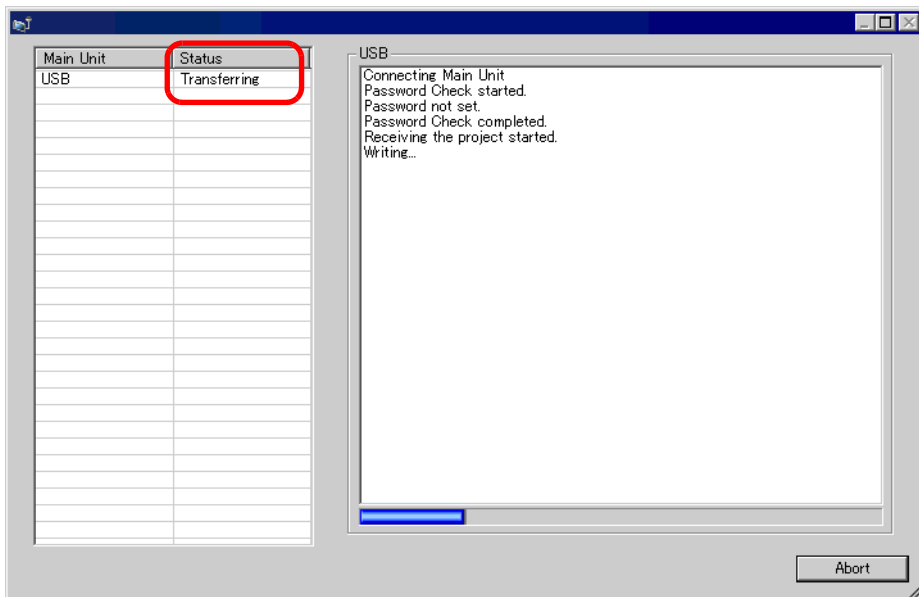 Main Unit Status
USB Transferring
USB
Connecting Main Unit
Password Check started.
Password not set.
Password Check completed.
Receiving the project started.
Writing...
Abort